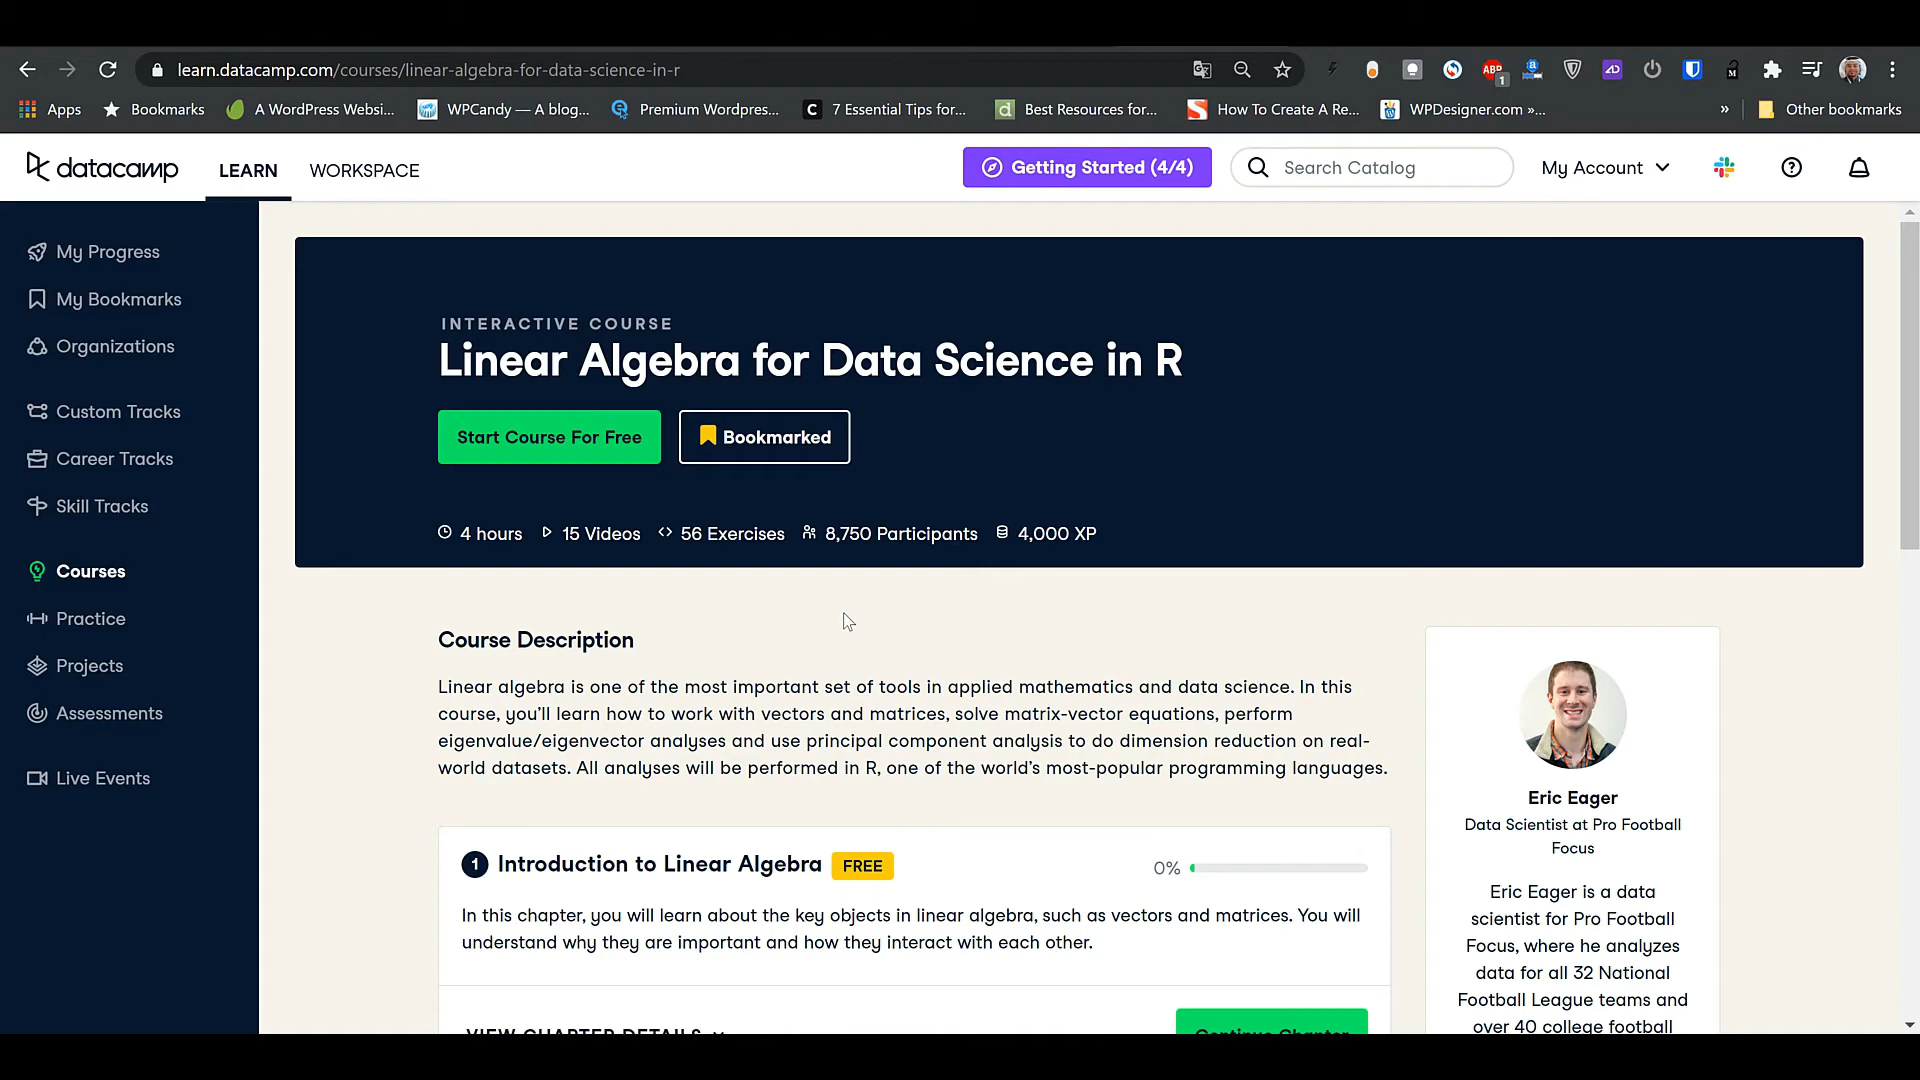 learn.datacamp.com/courses/linear-algebra-for-data-science-in-r
ABP
1
Apps
Bookmarks
A WordPress Websi...
WPCandy — A blog...
Premium Wordpres...
7 Essential Tips for...
Best Resources for...
How To Create A Re...
WPDesigner.com »...
»
Other bookmarks
datacamp
LEARN
WORKSPACE
Getting Started (4/4)
Search Catalog
My Account
My Progress
My Bookmarks
Organizations
Custom Tracks
Career Tracks
Skill Tracks
Courses
Practice
Projects
Assessments
Live Events
INTERACTIVE COURSE
Linear Algebra for Data Science in R
Start Course For Free
Bookmarked
4 hours
15 Videos
56 Exercises
8,750 Participants
4,000 XP
Course Description
Linear algebra is one of the most important set of tools in applied mathematics and data science. In this
course, you'll learn how to work with vectors and matrices, solve matrix-vector equations, perform
eigenvalue/eigenvector analyses and use principal component analysis to do dimension reduction on real-
world datasets. All analyses will be performed in R, one of the world's most-popular programming languages.
1 Introduction to Linear Algebra FREE
0%
In this chapter, you will learn about the key objects in linear algebra, such as vectors and matrices. You will
understand why they are important and how they interact with each other.
VIEW CHAPTER DETAILS
Continue Chapter
Eric Eager
Data Scientist at Pro Football
Focus
Eric Eager is a data
scientist for Pro Football
Focus, where he analyzes
data for all 32 National
Football League teams and
over 40 college football